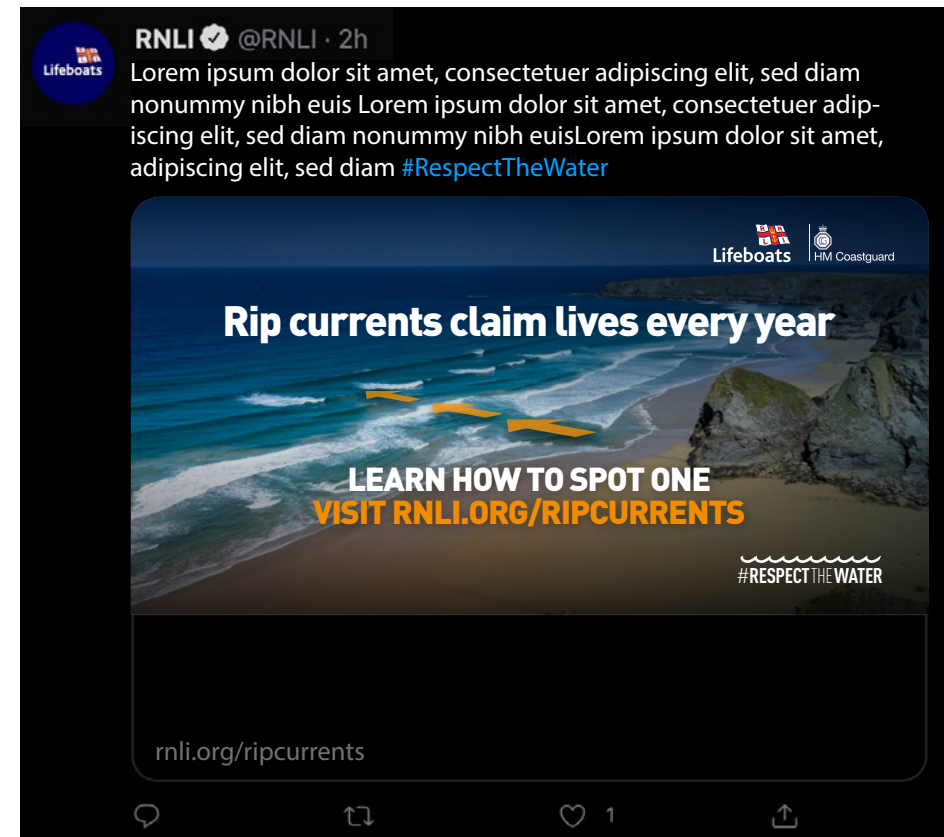 RNLI @RNLI · 2h
Lifeboats
Lorem ipsum dolor sit amet, consectetuer adipiscing elit, sed diam
nonummy nibh euis Lorem ipsum dolor sit amet, consectetuer adip-
iscing elit, sed diam nonummy nibh euisLorem ipsum dolor sit amet,
adipiscing elit, sed diam #RespectTheWater
Lifeboats
HM Coastguard
Rip currents claim lives every year
LEARN HOW TO SPOT ONE
VISIT RNLI.ORG/RIPCURRENTS
#RESPECTTHEWATER
rnli.org/ripcurrents
1